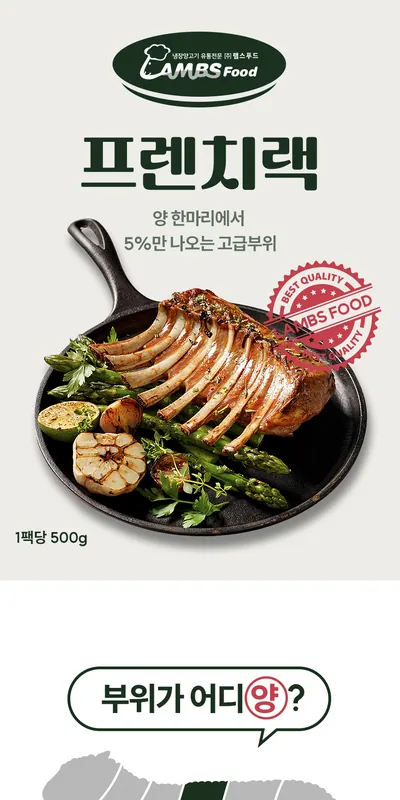 냉장양고기 유통전문 (주)램스푸드
LAMBS Food
프렌치랙
양 한마리에서
5%만 나오는 고급부위
BEST QUALITY
LAMBS FOOD
QUALITY
1팩당 500g
부위가 어디양?